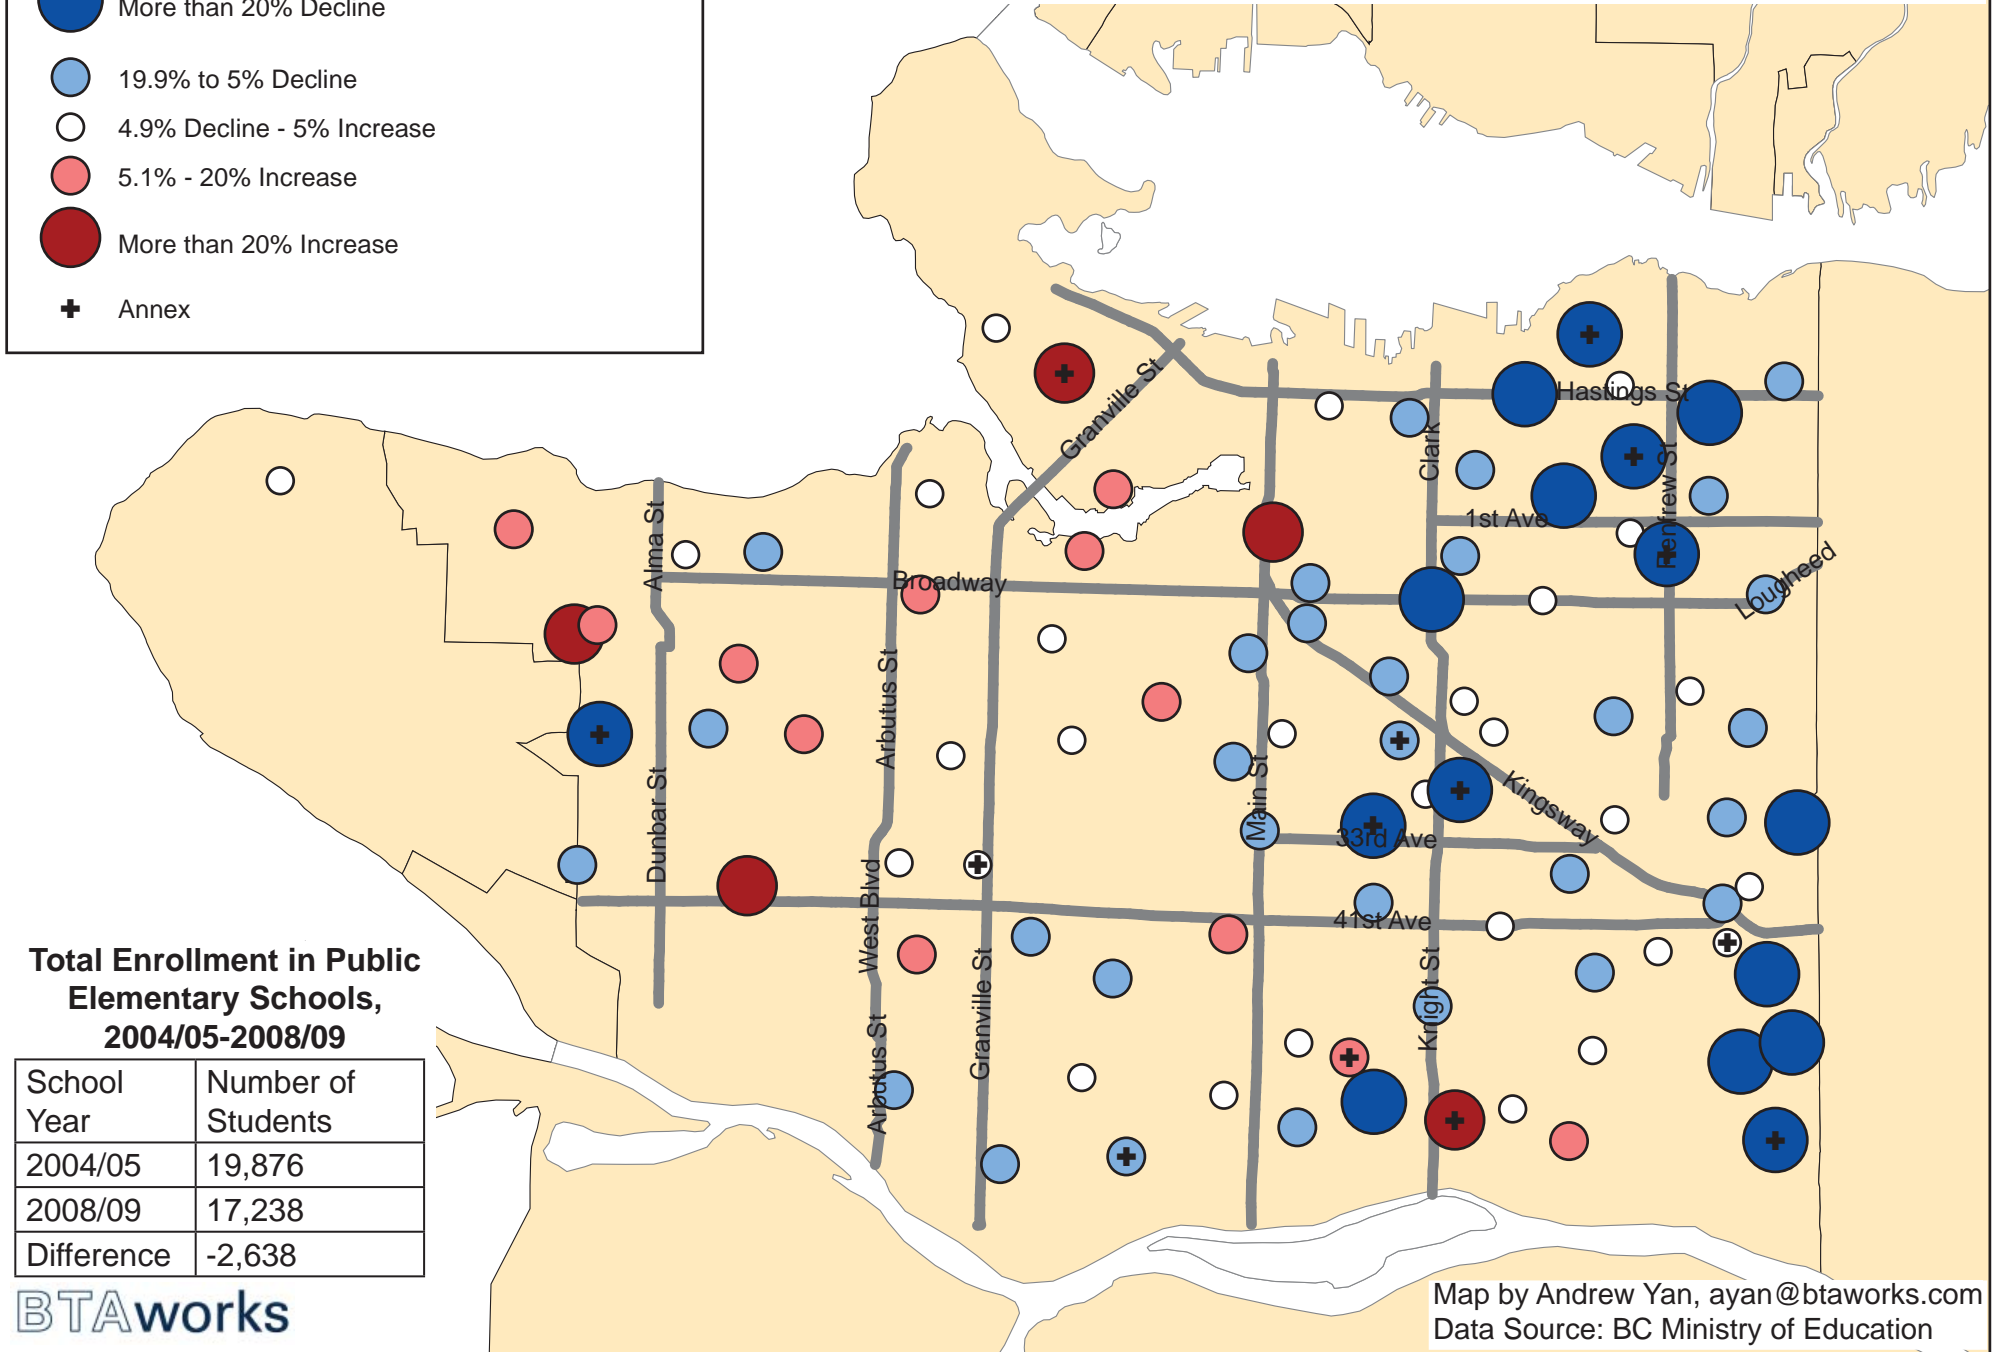 More than 20% Decline
19.9% to 5% Decline
4.9% Decline - 5% Increase
5.1% - 20% Increase
More than 20% Increase
Annex
Granville St
Hastings St
Clark
Renfrew St
1st Ave
Alma St
Broadway
Lougheed
Arbutus St
Dunbar St
Main St
Kingsway
33rd Ave
West Blvd
41st Ave
Granville St
Knight St
Arbutus St
Total Enrollment in Public
Elementary Schools,
2004/05-2008/09
School Year
Number of Students
2004/05 19,876
2008/09 17,238
Difference -2,638
BTAworks
Map by Andrew Yan, ayan@btaworks.com
Data Source: BC Ministry of Education